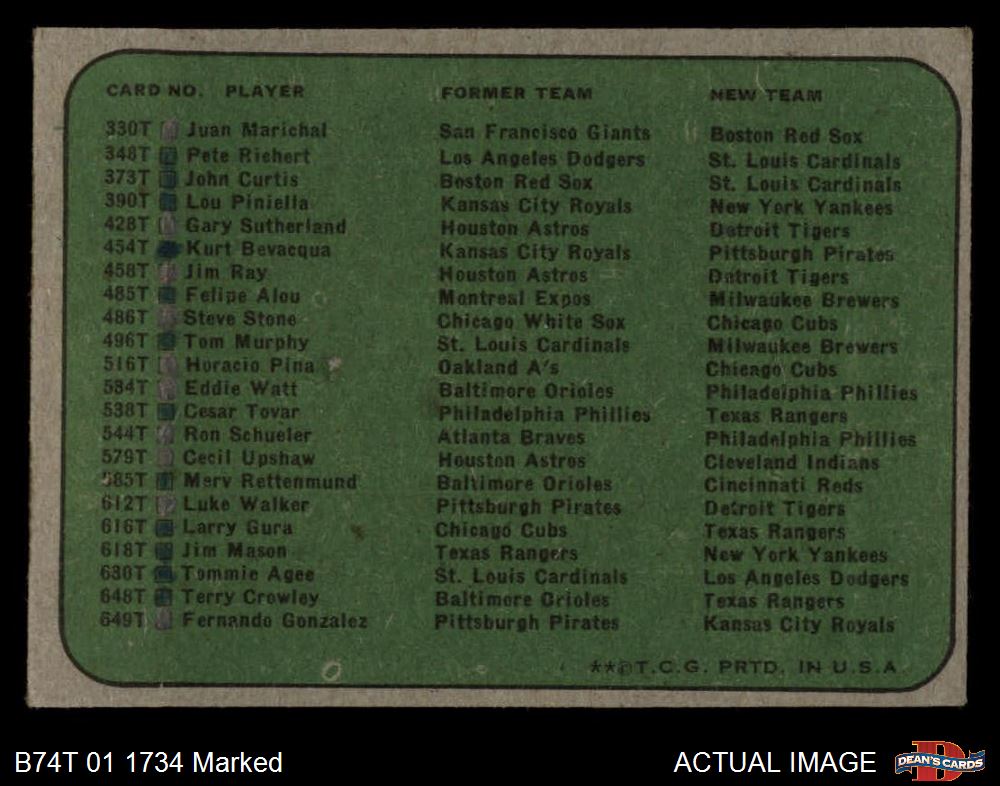 CARD NO. PLAYER FORMER TEAM NEW TEAM
330T Juan Marichal San Francisco Giants Boston Red Sox
348T Pete Richert Los Angeles Dodgers St. Louis Cardinals
373T John Curtis Boston Red Sox St. Louis Cardinals
390T Lou Piniella Kansas City Royals New York Yankees
428T Gary Sutherland Houston Astros Detroit Tigers
454T Kurt Bevacqua Kansas City Royals Pittsburgh Pirates
458T Jim Ray Houston Astros Detroit Tigers
485T Felipe Alou Montreal Expos Milwaukee Brewers
486T Steve Stone Chicago White Sox Chicago Cubs
496T Tom Murphy St. Louis Cardinals Milwaukee Brewers
516T Horacio Pina Oakland A's Chicago Cubs
534T Eddie Watt Baltimore Orioles Philadelphia Phillies
538T Cesar Tovar Philadelphia Phillies Texas Rangers
544T Ron Schueler Atlanta Braves Philadelphia Phillies
579T Cecil Upshaw Houston Astros Cleveland Indians
585T Merv Rettenmund Baltimore Orioles Cincinnati Reds
612T Luke Walker Pittsburgh Pirates Detroit Tigers
616T Larry Gura Chicago Cubs Texas Rangers
618T Jim Mason Texas Rangers New York Yankees
630T Tommie Agee St. Louis Cardinals Los Angeles Dodgers
648T Terry Crowley Baltimore Orioles Texas Rangers
649T Fernando Gonzalez Pittsburgh Pirates Kansas City Royals
**©T.C.G. PRTD. IN U.S.A.
B74T 01 1734 Marked ACTUAL IMAGE D DEAN'S CARDS